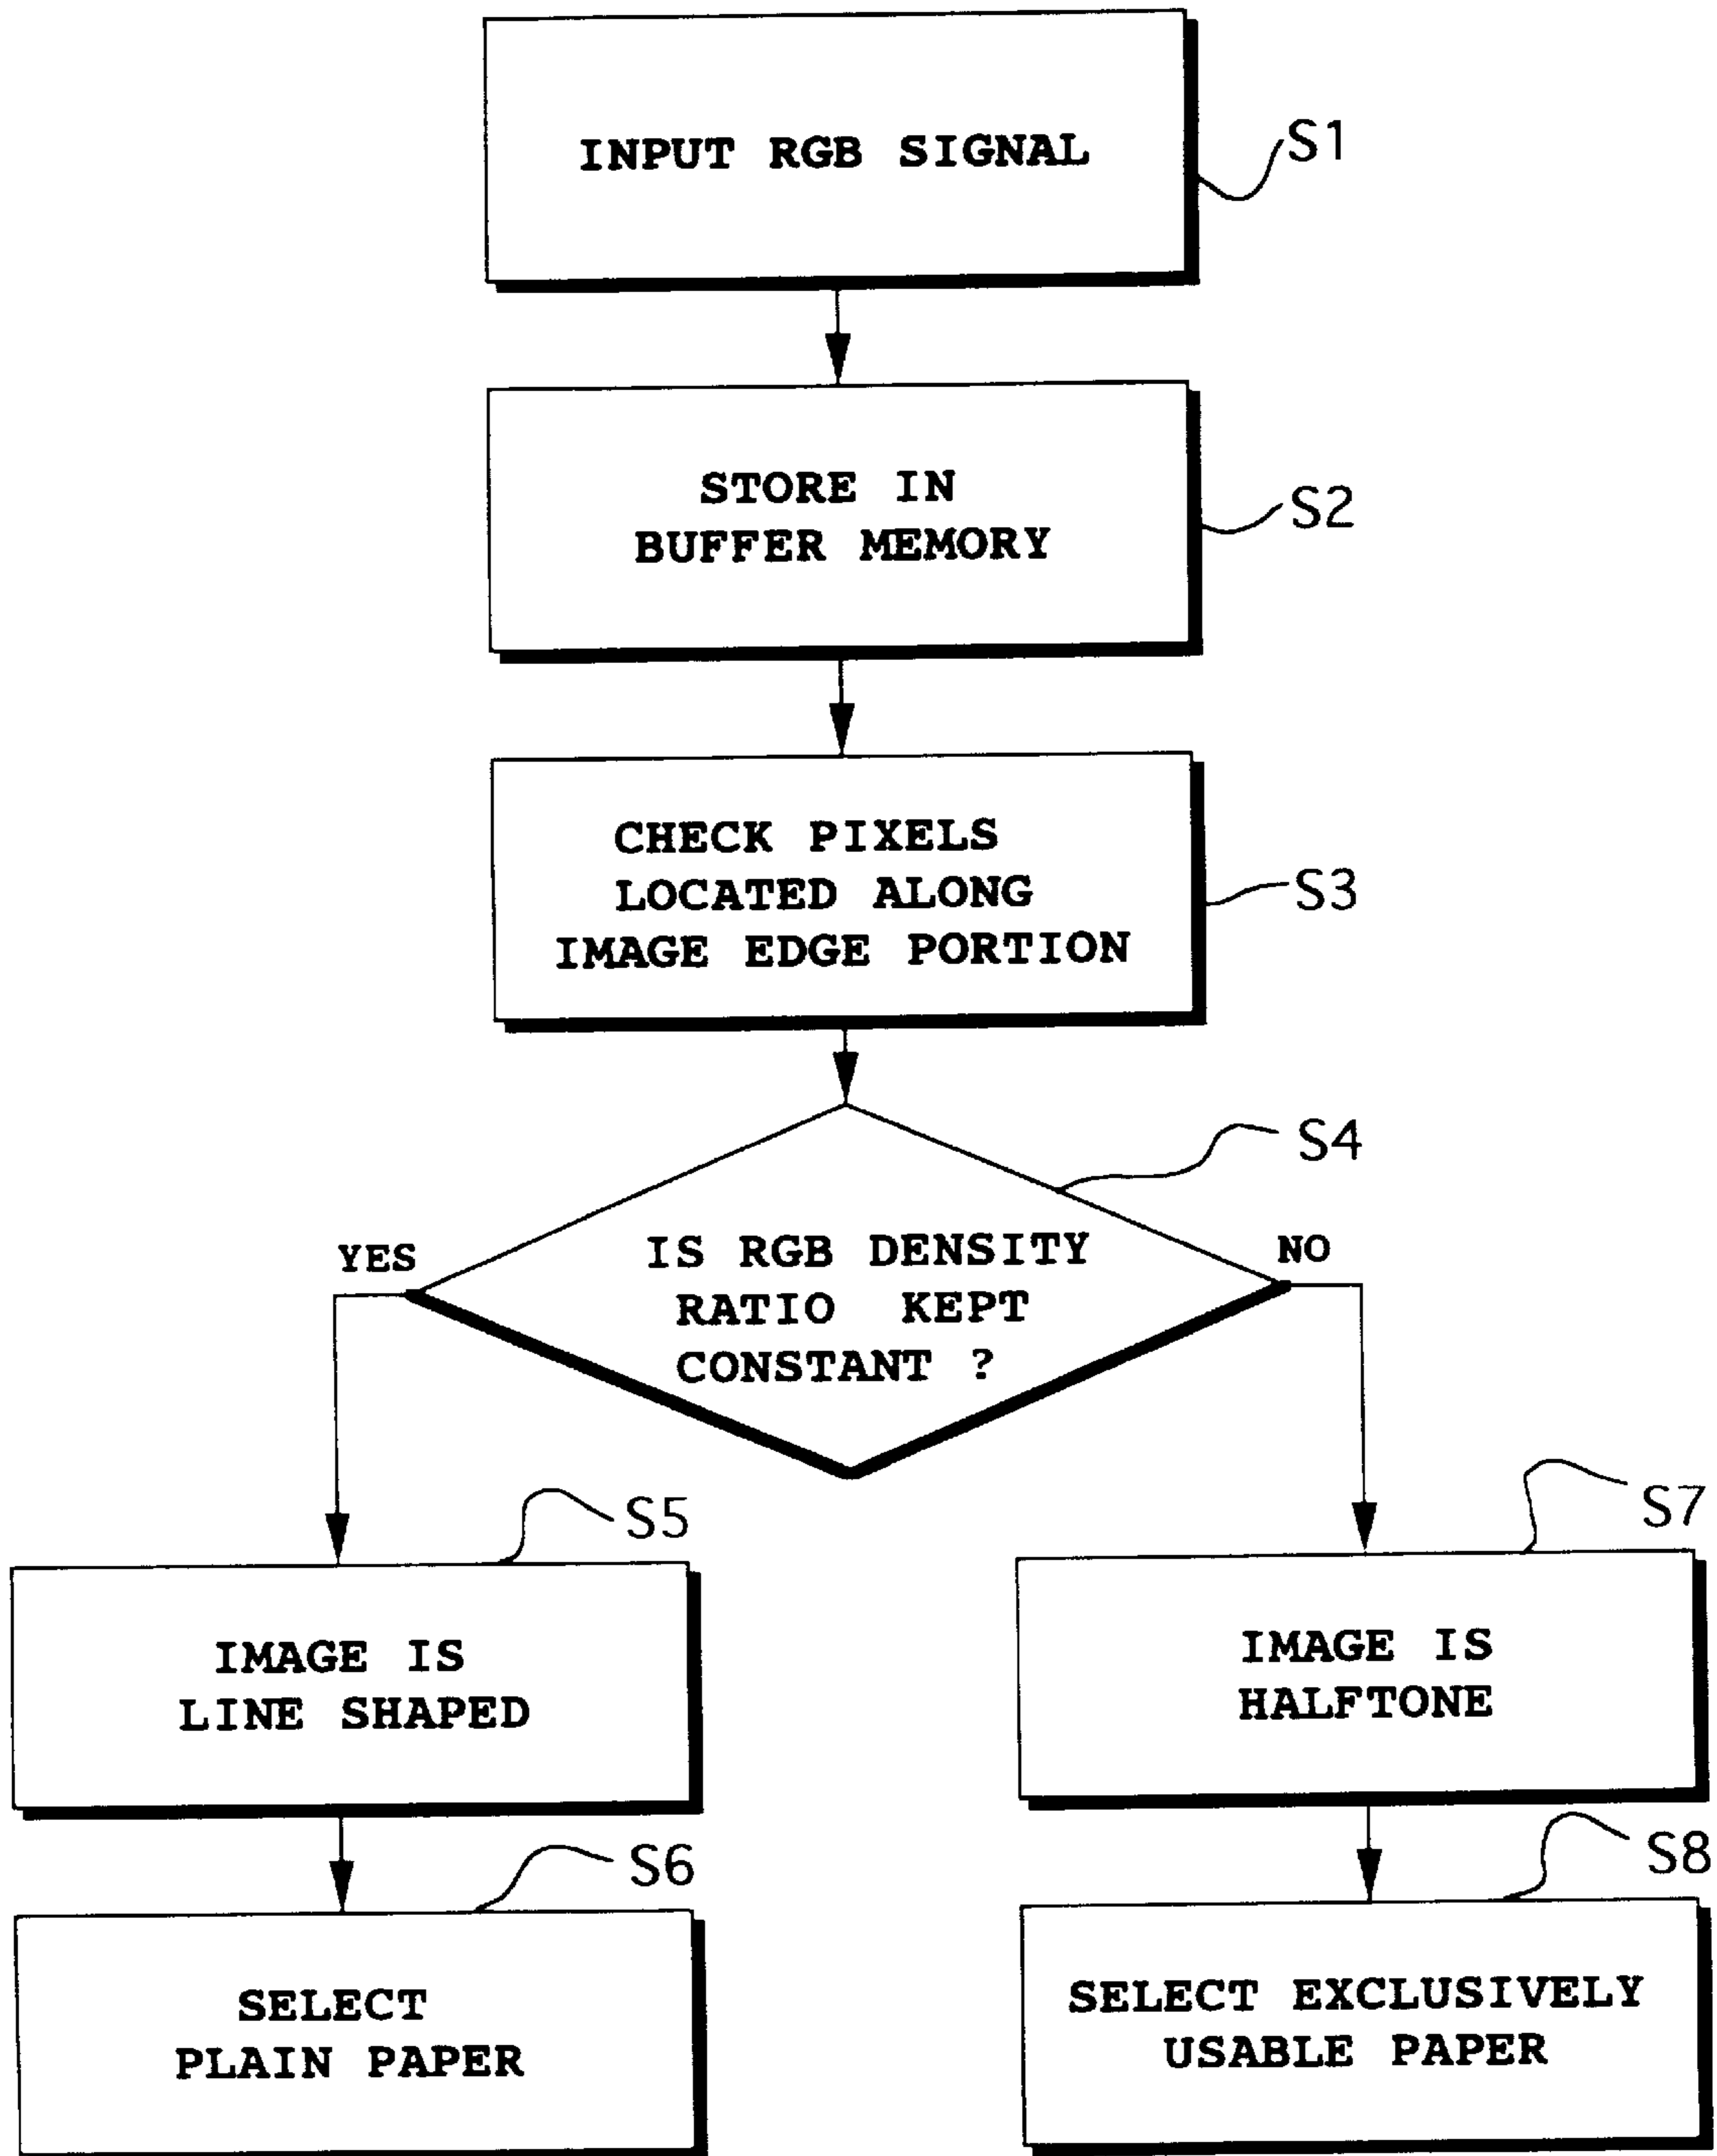 INPUT RGB SIGNAL
S1
STORE IN
BUFFER MEMORY
S2
CHECK PIXELS
LOCATED ALONG
IMAGE EDGE PORTION
S3
S4
YES
IS RGB DENSITY
RATIO KEPT
CONSTANT ?
NO
S5
IMAGE IS
LINE SHAPED
S7
IMAGE IS
HALFTONE
S6
SELECT
PLAIN PAPER
S8
SELECT EXCLUSIVELY
USABLE PAPER